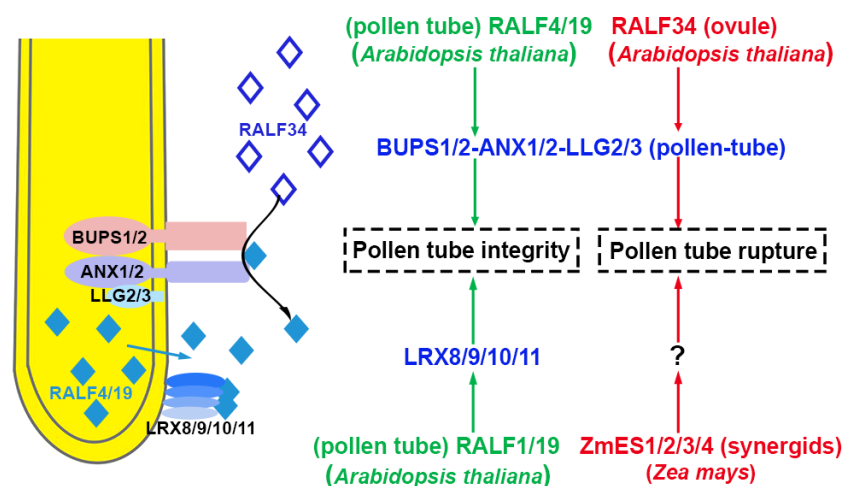 RALF34
BUPS1/2
ANX1/2
LLG2/3
RALF4/19
LRX8/9/10/11
(pollen tube) RALF4/19
(Arabidopsis thaliana)
RALF34 (ovule)
(Arabidopsis thaliana)
BUPS1/2-ANX1/2-LLG2/3 (pollen-tube)
Pollen tube integrity
Pollen tube rupture
LRX8/9/10/11
?
(pollen tube) RALF1/19
(Arabidopsis thaliana)
ZmES1/2/3/4 (synergids)
(Zea mays)